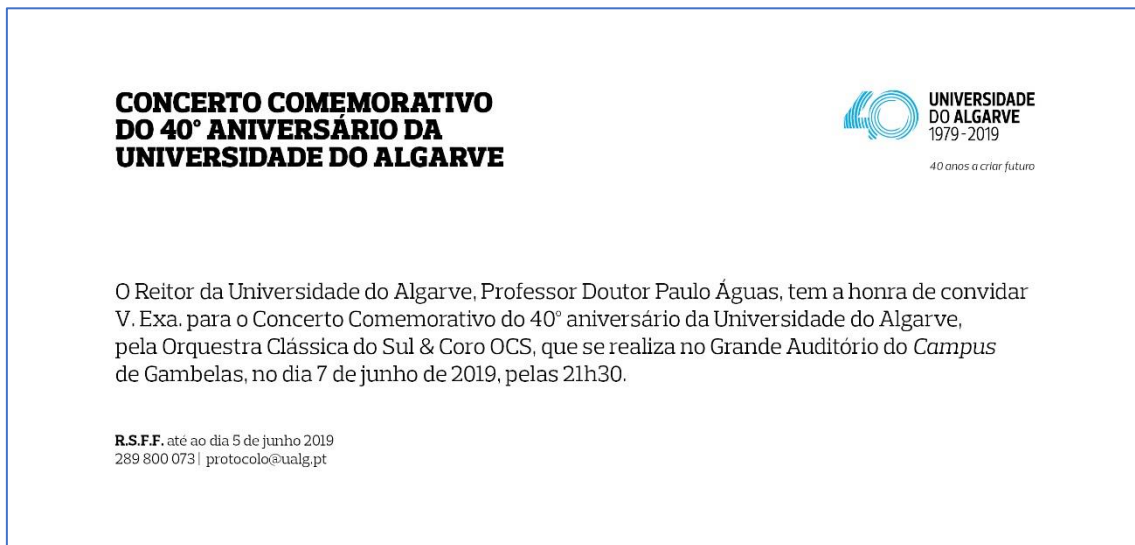 CONCERTO COMEMORATIVO
DO 40° ANIVERSÁRIO DA
UNIVERSIDADE DO ALGARVE
40
UNIVERSIDADE
DO ALGARVE
1979-2019
40 anos a criar futuro
O Reitor da Universidade do Algarve, Professor Doutor Paulo Águas, tem a honra de convidar
V. Exa. para o Concerto Comemorativo do 40° aniversário da Universidade do Algarve,
pela Orquestra Clássica do Sul & Coro OCS, que se realiza no Grande Auditório do Campus
de Gambelas, no dia 7 de junho de 2019, pelas 21h30.
R.S.F.F. até ao dia 5 de junho 2019
289 800 073 | protocolo@ualg.pt